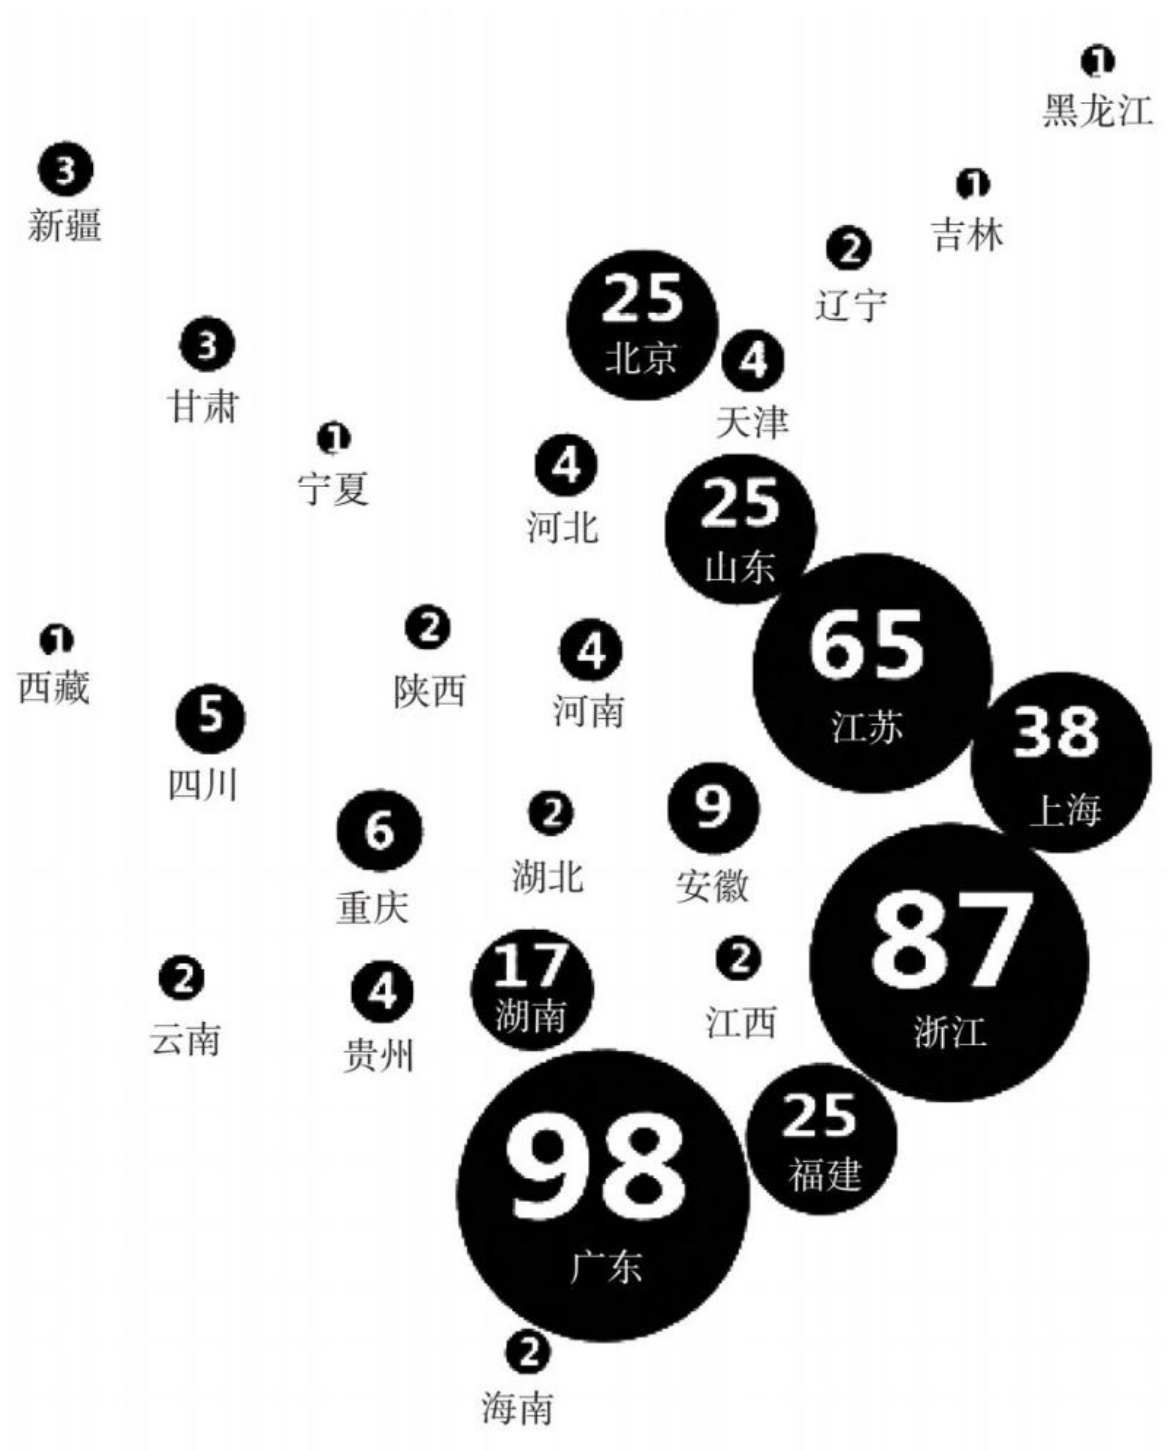 1
黑龙江
3
新疆
1
吉林
2
辽宁
25
北京
3
甘肃
4
天津
1
宁夏
4
河北
25
山东
1
西藏
2
陕西
4
河南
65
江苏
5
四川
38
上海
6
重庆
2
湖北
9
安徽
87
浙江
2
云南
4
贵州
17
湖南
2
江西
98
广东
25
福建
2
海南